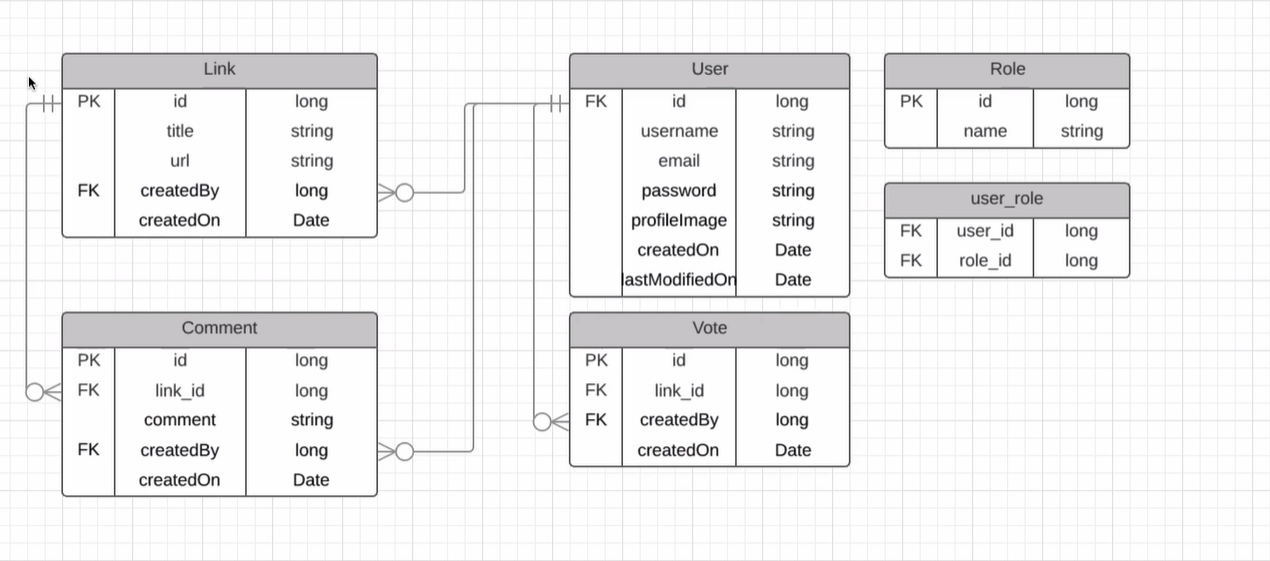 Link
PK id long
title string
url string
FK createdBy long
createdOn Date
User
FK id long
username string
email string
password string
profileImage string
createdOn Date
lastModifiedOn Date
Role
PK id long
name string
user_role
FK user_id long
FK role_id long
Comment
PK id long
FK link_id long
comment string
FK createdBy long
createdOn Date
Vote
PK id long
FK link_id long
FK createdBy long
createdOn Date